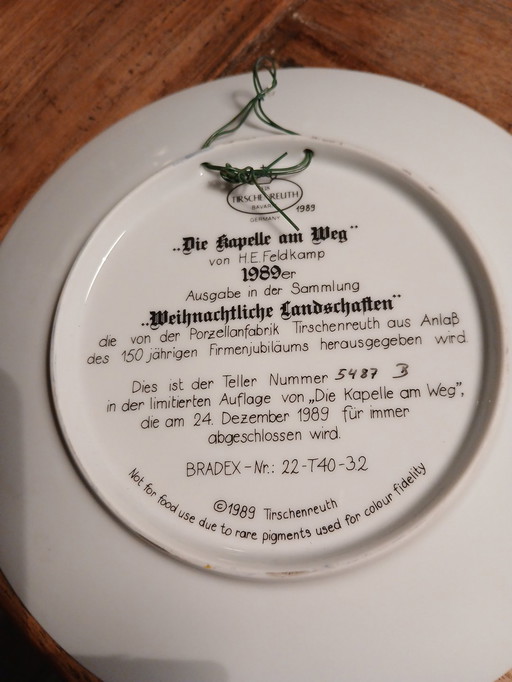 TIRSCHENREUTH
BAVARIA
GERMANY
1989
„Die Kapelle am Weg“
von H.E. Feldkamp
1989er
Ausgabe in der Sammlung
„Weihnachtliche Landschaften“
die von der Porzellanfabrik Tirschenreuth aus Anlaß
des 150 jährigen Firmenjubiläums herausgegeben wird.
Dies ist der Teller Nummer 5487 B
in der limitierten Auflage von „Die Kapelle am Weg“,
die am 24. Dezember 1989 für immer
abgeschlossen wird.
BRADEX-Nr.: 22-T40-3.2
©1989 Tirschenreuth
Not for food use due to rare pigments used for colour fidelity